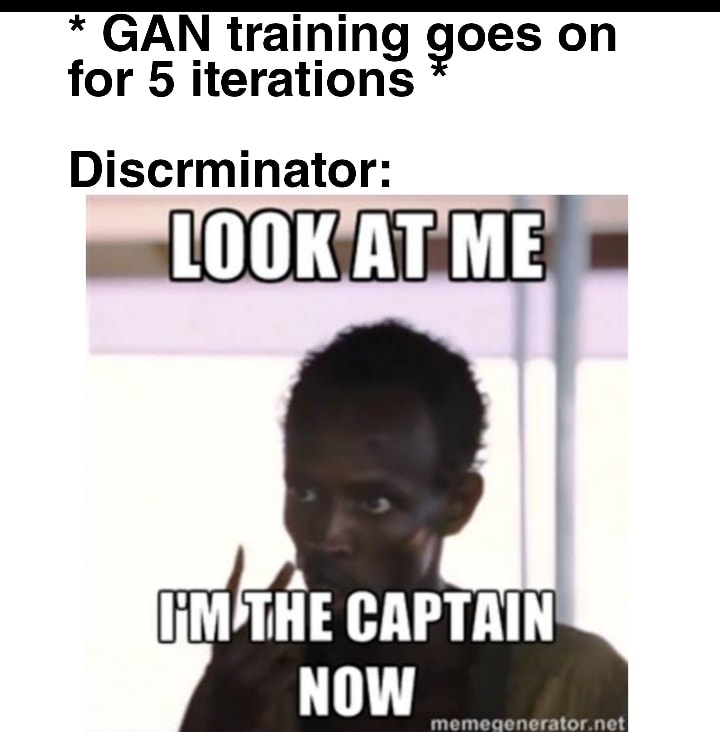 * GAN training goes on
for 5 iterations *
Discrminator:
LOOK AT ME
I'M THE CAPTAIN
NOW
memegenerator.net